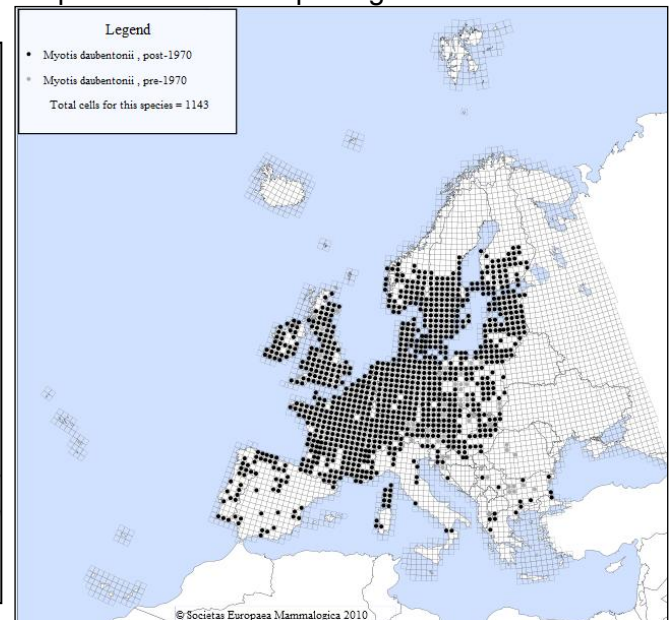 Legend
Myotis daubentonii , post-1970
Myotis daubentonii , pre-1970
Total cells for this species = 1143
© Societas Europaea Mammalogica 2010